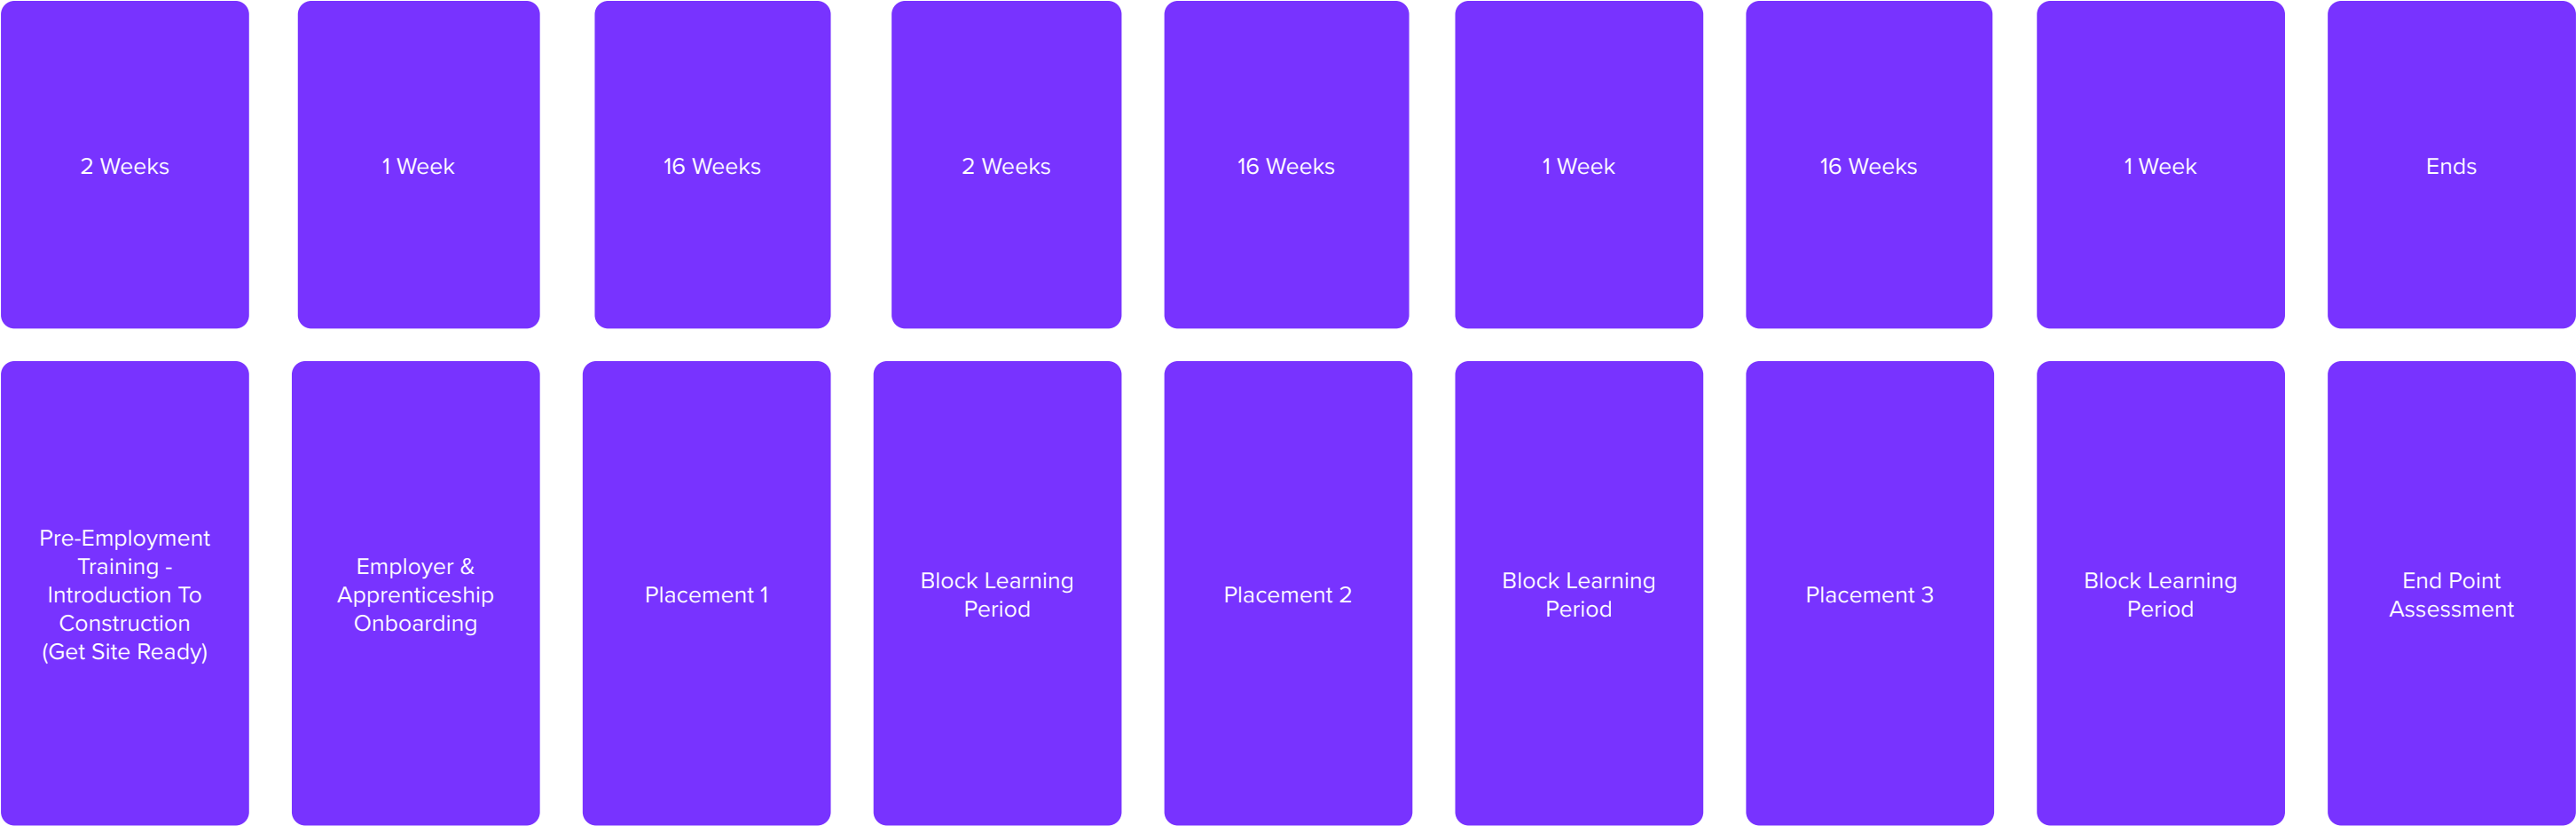 2 Weeks
1 Week
16 Weeks
2 Weeks
16 Weeks
1 Week
16 Weeks
1 Week
Ends
Pre-Employment
Training -
Introduction To
Construction
(Get Site Ready)
Employer &
Apprenticeship
Onboarding
Placement 1
Block Learning
Period
Placement 2
Block Learning
Period
Placement 3
Block Learning
Period
End Point
Assessment